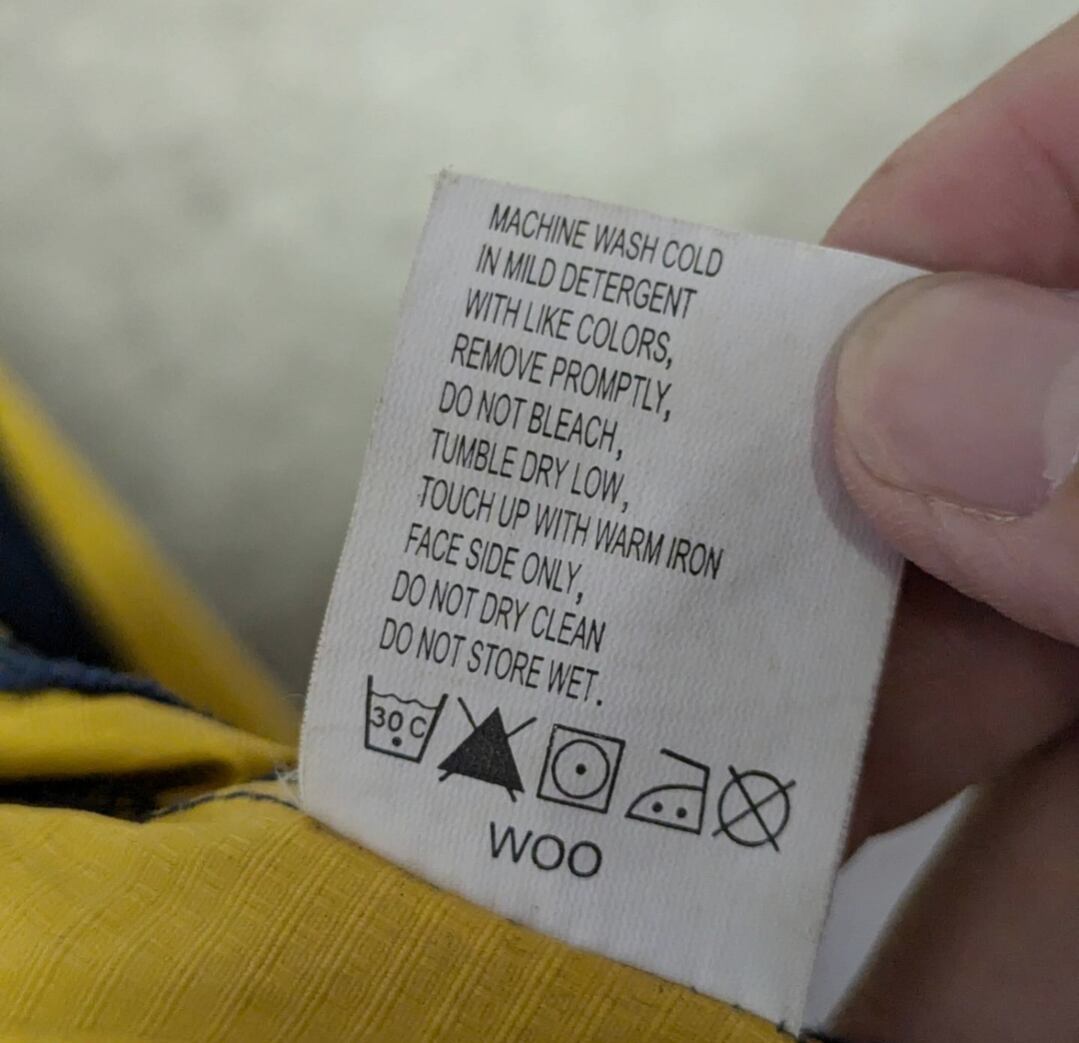 MACHINE WASH COLD
IN MILD DETERGENT
WITH LIKE COLORS,
REMOVE PROMPTLY,
DO NOT BLEACH,
TUMBLE DRY LOW,
TOUCH UP WITH WARM IRON
FACE SIDE ONLY,
DO NOT DRY CLEAN
DO NOT STORE WET.
30 C
WOO